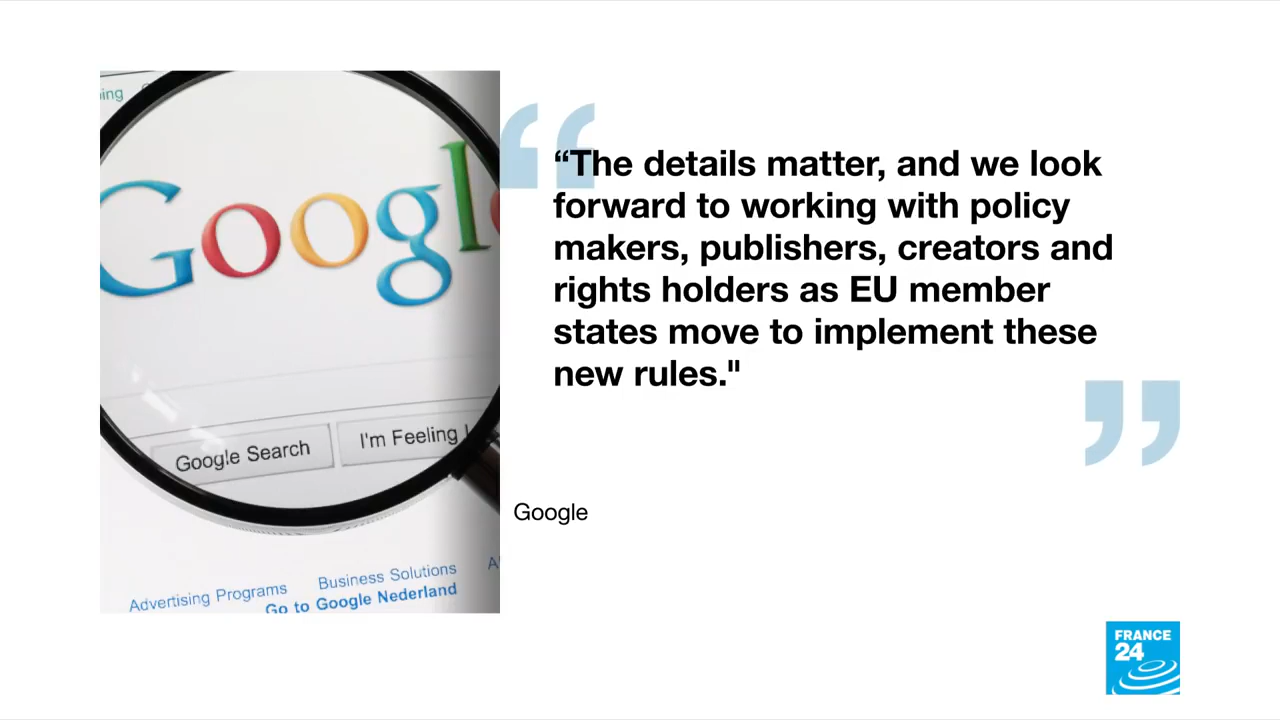 Google
Google Search
I'm Feeling
Advertising Programs
Business Solutions
Go to Google Nederland
“The details matter, and we look
forward to working with policy
makers, publishers, creators and
rights holders as EU member
states move to implement these
new rules."
Google
FRANCE
24